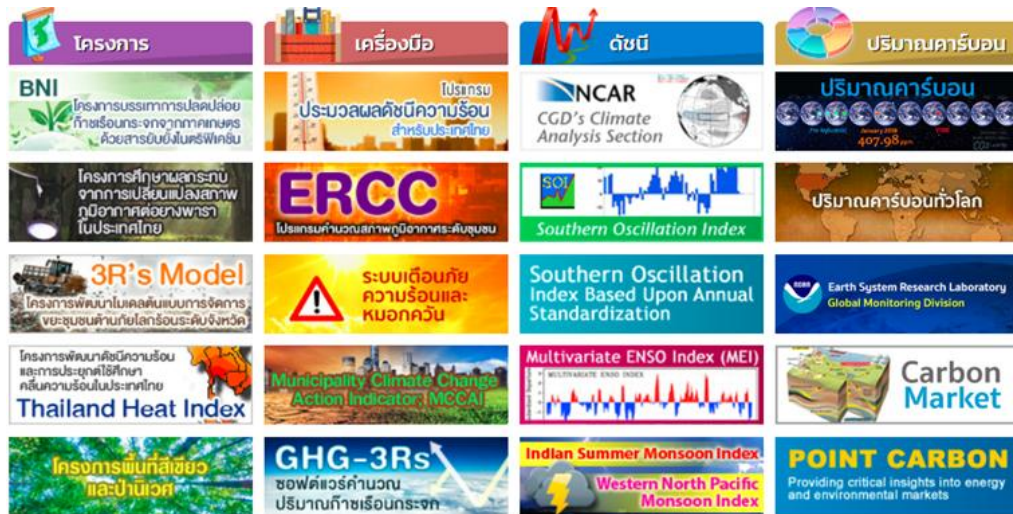 โครงการ
เครื่องมือ
ดัชนี
ปริมาณคาร์บอน
BNI
โครงการบรรเทาการปลดปล่อย
ก๊าซเรือนกระจกจากภาคเกษตร
ด้วยสารยับยั้งไนตริฟิเคชั่น
โปรแกรม
ประมวลผลดัชนีความร้อน
สำหรับประเทศไทย
NCAR
CGD's Climate
Analysis Section
ปริมาณคาร์บอน
Pre Industrial
January 2018
407.98 ppm
โครงการศึกษาผลกระทบ
จากการเปลี่ยนแปลงสภาพ
ภูมิอากาศต่อยางพารา
ในประเทศไทย
ERCC
โปรแกรมคำนวณสภาพภูมิอากาศระดับชุมชน
SOI
Southern Oscillation Index
ปริมาณคาร์บอนทั่วโลก
3R's Model
โครงการพัฒนาโมเดลต้นแบบการจัดการ
ขยะชุมชนต้านภัยโลกร้อนระดับจังหวัด
ระบบเตือนภัย
ความร้อนและ
หมอกควัน
Southern Oscillation
Index Based Upon Annual
Standardization
NOAA
Earth System Research Laboratory
Global Monitoring Division
โครงการพัฒนาดัชนีความร้อน
และการประยุกต์ใช้ศึกษา
คลื่นความร้อนในประเทศไทย
Thailand Heat Index
Municipality Climate Change
Action Indicator; MCCAI
Multivariate ENSO Index (MEI)
MULTIVARIATE ENSO INDEX
Carbon
Market
โครงการพื้นที่สีเขียว
และป่านิเวศ
GHG-3Rs
ซอฟต์แวร์คำนวณ
ปริมาณก๊าซเรือนกระจก
Indian Summer Monsoon Index
Western North Pacific
Monsoon Index
POINT CARBON
Providing critical insights into energy
and environmental markets